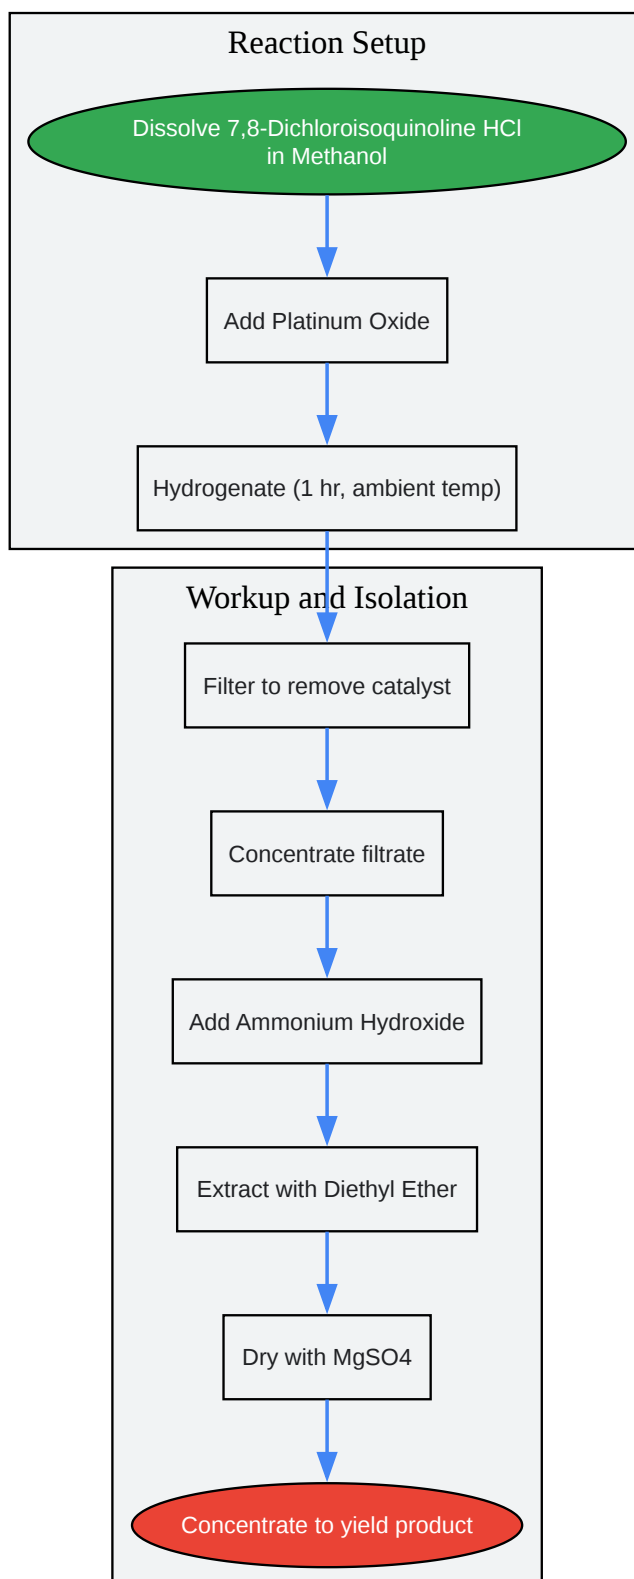 Reaction Setup
Dissolve 7,8-Dichloroisoquinoline HCl
in Methanol
Add Platinum Oxide
Hydrogenate (1 hr, ambient temp)
Workup and Isolation
Filter to remove catalyst
Concentrate filtrate
Add Ammonium Hydroxide
Extract with Diethyl Ether
Dry with MgSO4
Concentrate to yield product